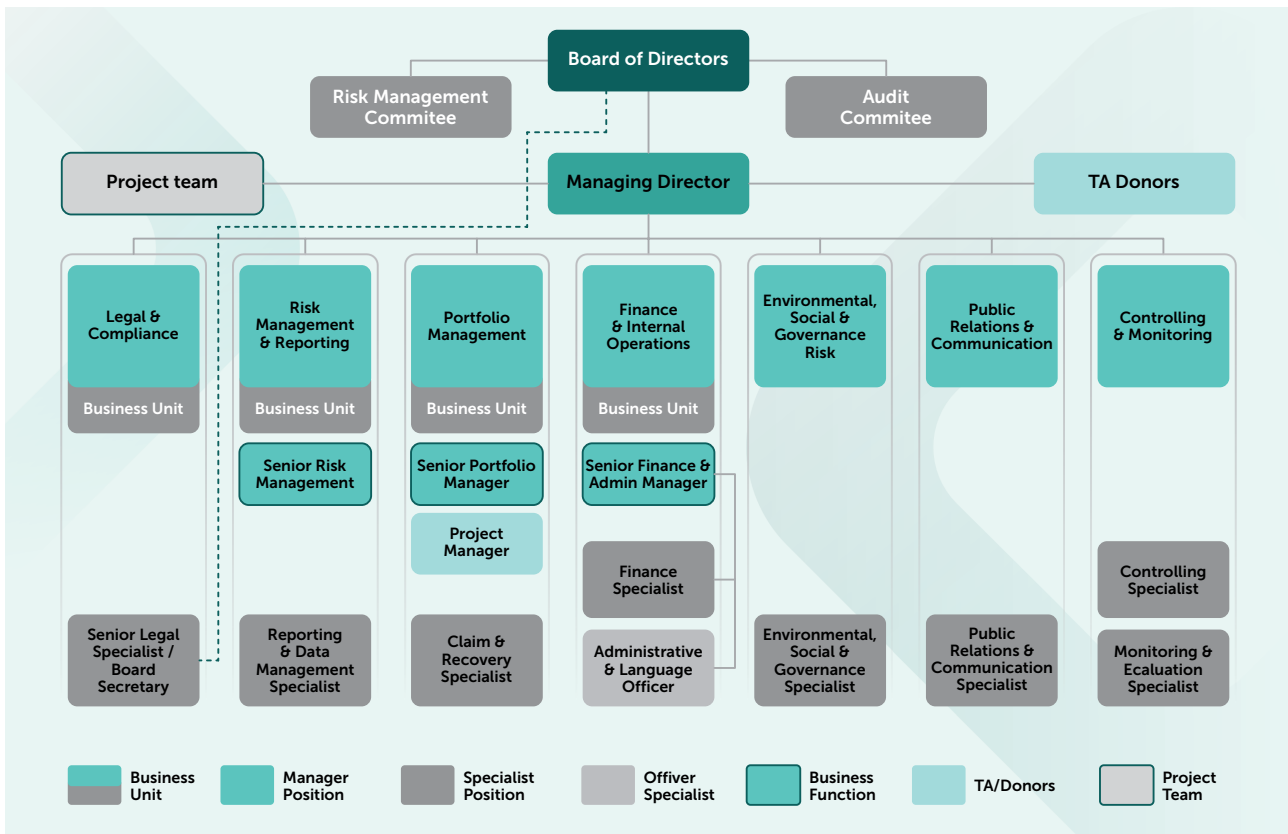 Board of Directors
Risk Management
Commitee
Audit
Commitee
Project team
Managing Director
TA Donors
Legal &
Compliance
Business Unit
Risk
Management
& Reporting
Business Unit
Portfolio
Management
Business Unit
Finance
& Internal
Operations
Business Unit
Environmental,
Social &
Governance
Risk
Public
Relations &
Communication
Controlling
& Monitoring
Senior Risk
Management
Senior Portfolio
Manager
Senior Finance &
Admin Manager
Project
Manager
Finance
Specialist
Controlling
Specialist
Senior Legal
Specialist /
Board
Secretary
Reporting
& Data
Management
Specialist
Claim &
Recovery
Specialist
Administrative
& Language
Officer
Environmental,
Social &
Governance
Specialist
Public
Relations &
Communication
Specialist
Monitoring &
Ecaluation
Specialist
Business
Unit
Manager
Position
Specialist
Position
Offiver
Specialist
Business
Function
TA/Donors
Project
Team